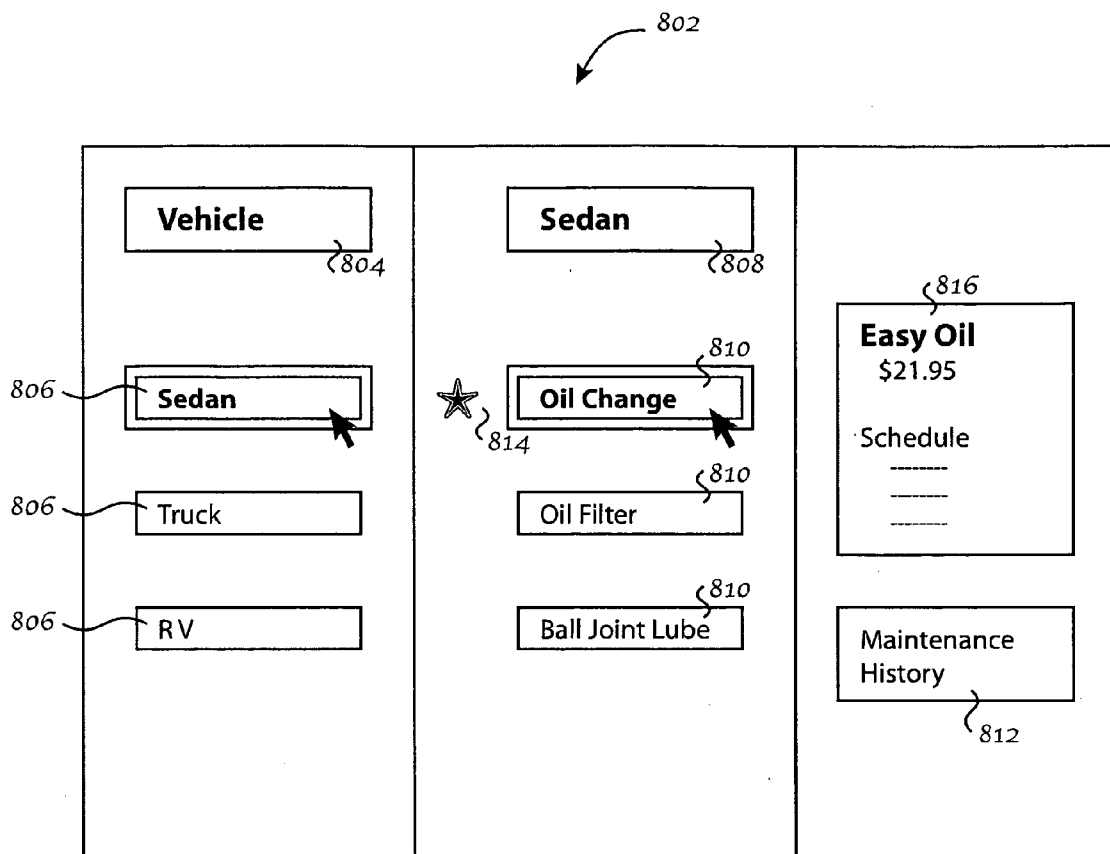 802
Vehicle
804
Sedan
808
806
Sedan
814
810
Oil Change
806
Truck
810
Oil Filter
806
RV
810
Ball Joint Lube
816
Easy Oil
$21.95
Schedule
Maintenance
History
812